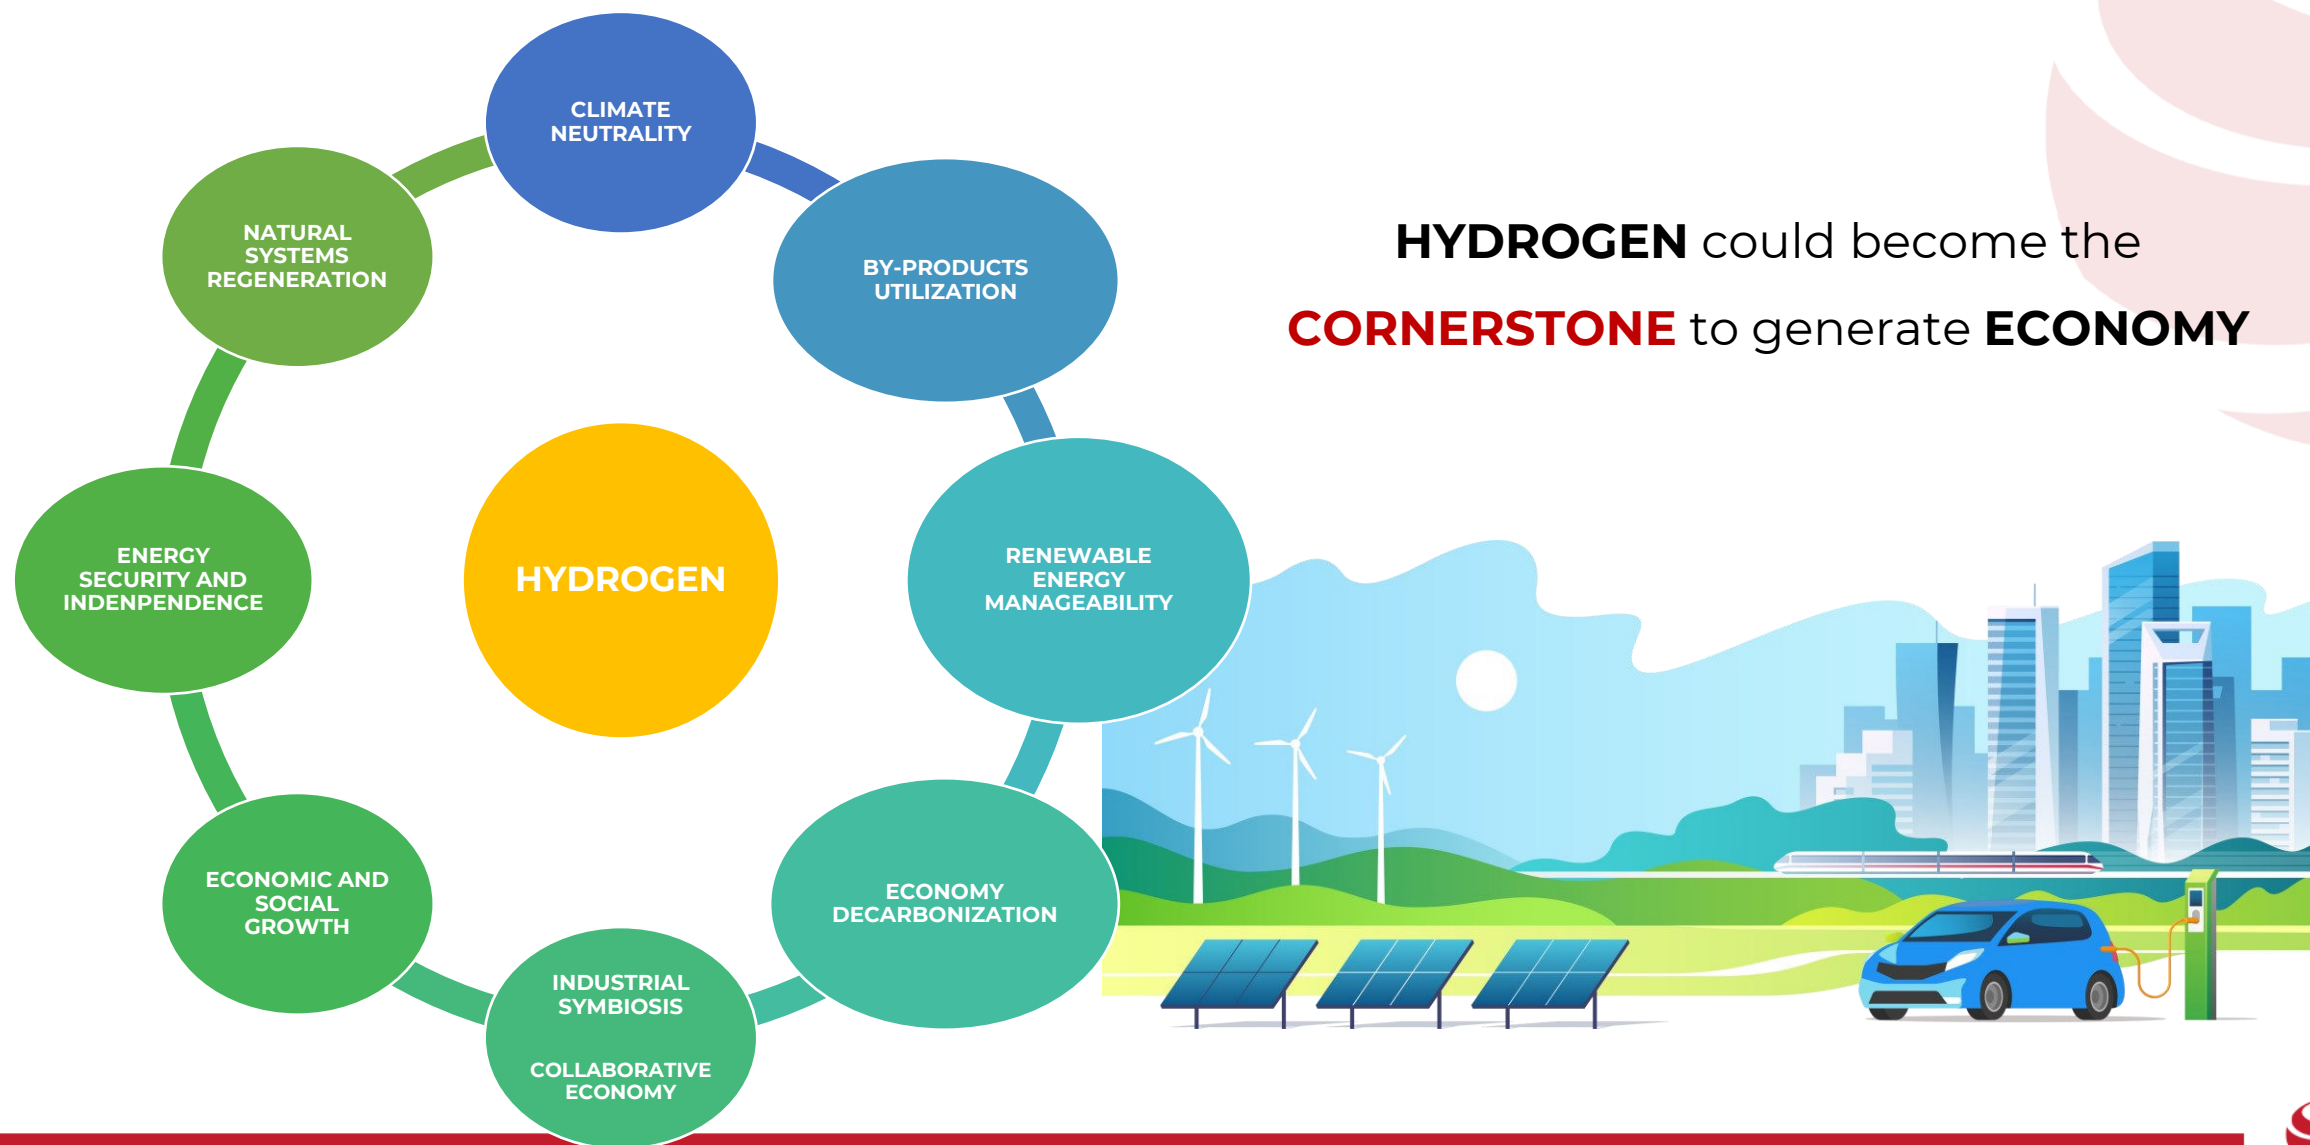 CLIMATE
NEUTRALITY
BY-PRODUCTS
UTILIZATION
RENEWABLE
ENERGY
MANAGEABILITY
ECONOMY
DECARBONIZATION
INDUSTRIAL
SYMBIOSIS
COLLABORATIVE
ECONOMY
ECONOMIC AND
SOCIAL
GROWTH
ENERGY
SECURITY AND
INDENPENDENCE
NATURAL
SYSTEMS
REGENERATION
HYDROGEN
HYDROGEN could become the
CORNERSTONE to generate ECONOMY